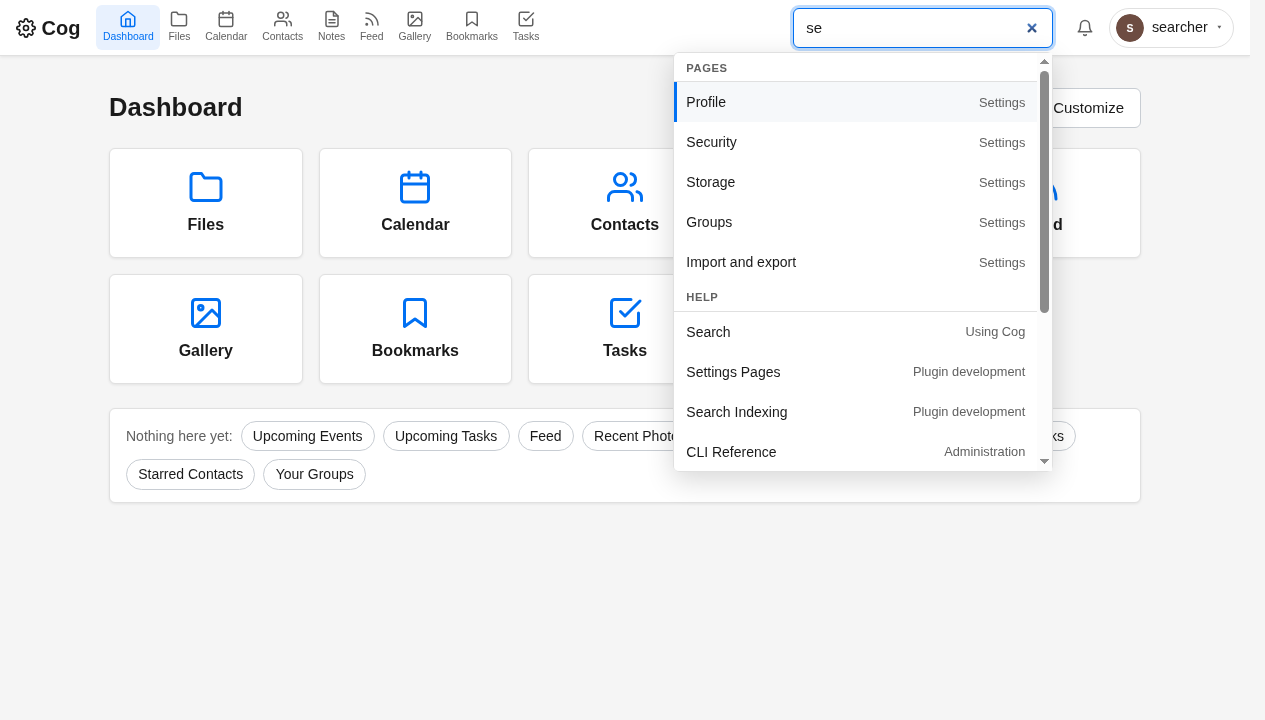 Cog
Dashboard
Files
Calendar
Contacts
Notes
Feed
Gallery
Bookmarks
Tasks
se
S
searcher
PAGES
Profile Settings
Security Settings
Storage Settings
Groups Settings
Import and export Settings
HELP
Search Using Cog
Settings Pages Plugin development
Search Indexing Plugin development
CLI Reference Administration
Dashboard
Customize
Files
Calendar
Contacts
Gallery
Bookmarks
Tasks
Nothing here yet: Upcoming Events Upcoming Tasks Feed Recent
Starred Contacts Your Groups